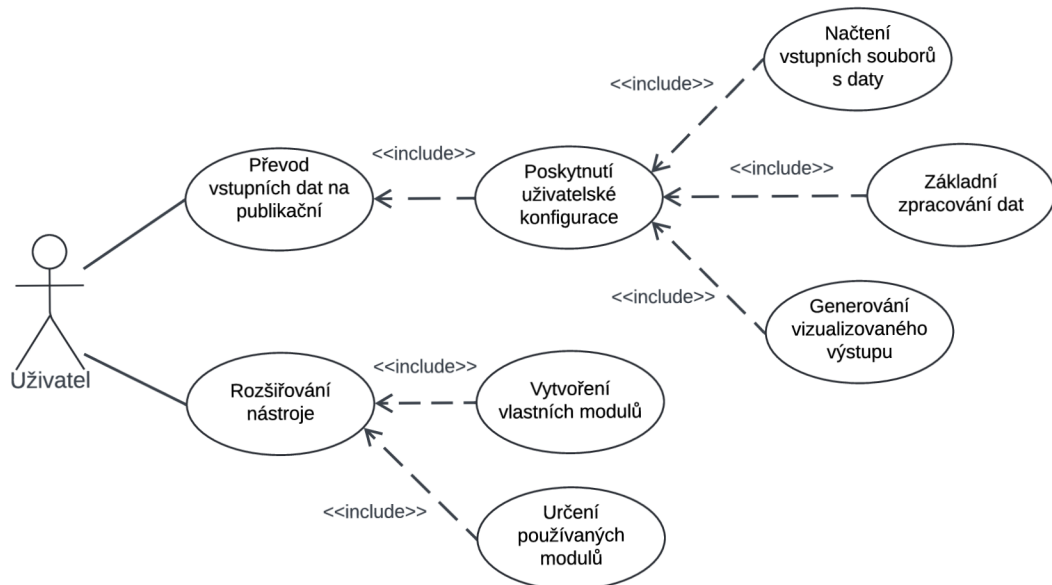 Načtení
vstupních souborů
s daty
<<include>>
Převod
vstupních dat na
publikační
<<include>>
Poskytnutí
uživatelské
konfigurace
<<include>>
Základní
zpracování dat
<<include>>
Generování
vizualizovaného
výstupu
Uživatel
Rozšiřování
nástroje
<<include>>
Vytvoření
vlastních modulů
<<include>>
Určení
používaných
modulů